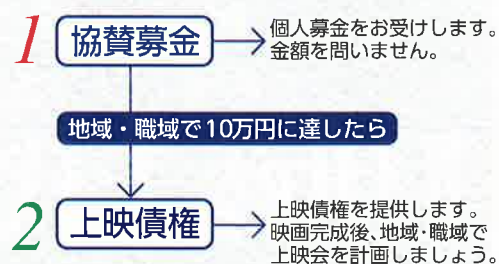 1 協賛募金
個人募金をお受けします。
金額を問いません。
地域・職域で10万円に達したら
2 上映債権
上映債権を提供します。
映画完成後、地域・職域で
上映会を計画しましょう。